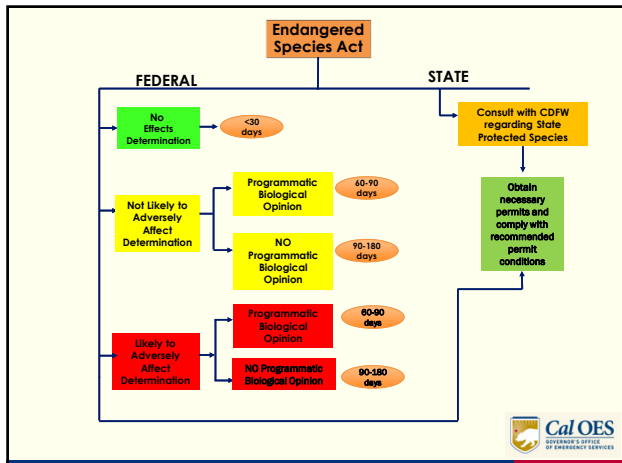 Endangered
Species Act
FEDERAL
STATE
No
Effects
Determination
<30
days
Consult with CDFW
regarding State
Protected Species
Not Likely to
Adversely
Affect
Determination
Programmatic
Biological
Opinion
60-90
days
NO
Programmatic
Biological
Opinion
90-180
days
Obtain
necessary
permits and
comply with
recommended
permit
conditions
Likely to
Adversely
Affect
Determination
Programmatic
Biological
Opinion
60-90
days
NO Programmatic
Biological Opinion
90-180
days
Cal OES
GOVERNOR'S OFFICE
OF EMERGENCY SERVICES